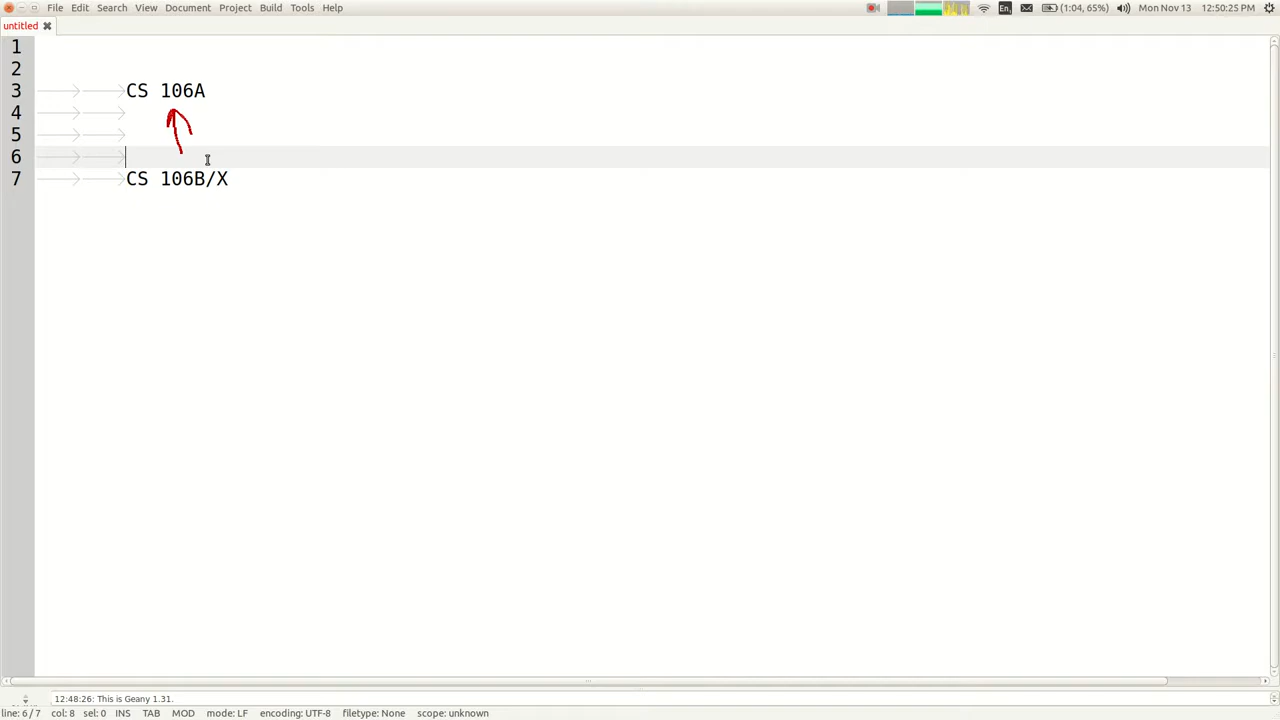 File Edit Search View Document Project Build Tools Help En (1:04, 65%) Mon Nov 13 12:50:25 PM
untitled
1
2
3 CS 106A
4
5
6
7 CS 106B/X
12:48:26: This is Geany 1.31.
line: 6 / 7 col: 8 sel: 0 INS TAB MOD mode: LF encoding: UTF-8 filetype: None scope: unknown